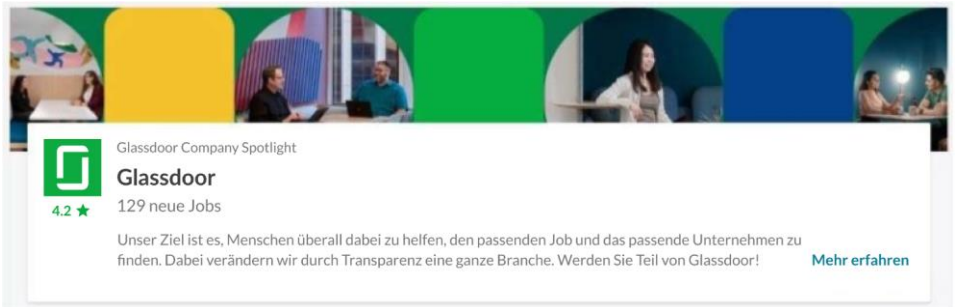 Glassdoor Company Spotlight
Glassdoor
129 neue Jobs
4.2 ★
Unser Ziel ist es, Menschen überall dabei zu helfen, den passenden Job und das passende Unternehmen zu
finden. Dabei verändern wir durch Transparenz eine ganze Branche. Werden Sie Teil von Glassdoor!
Mehr erfahren